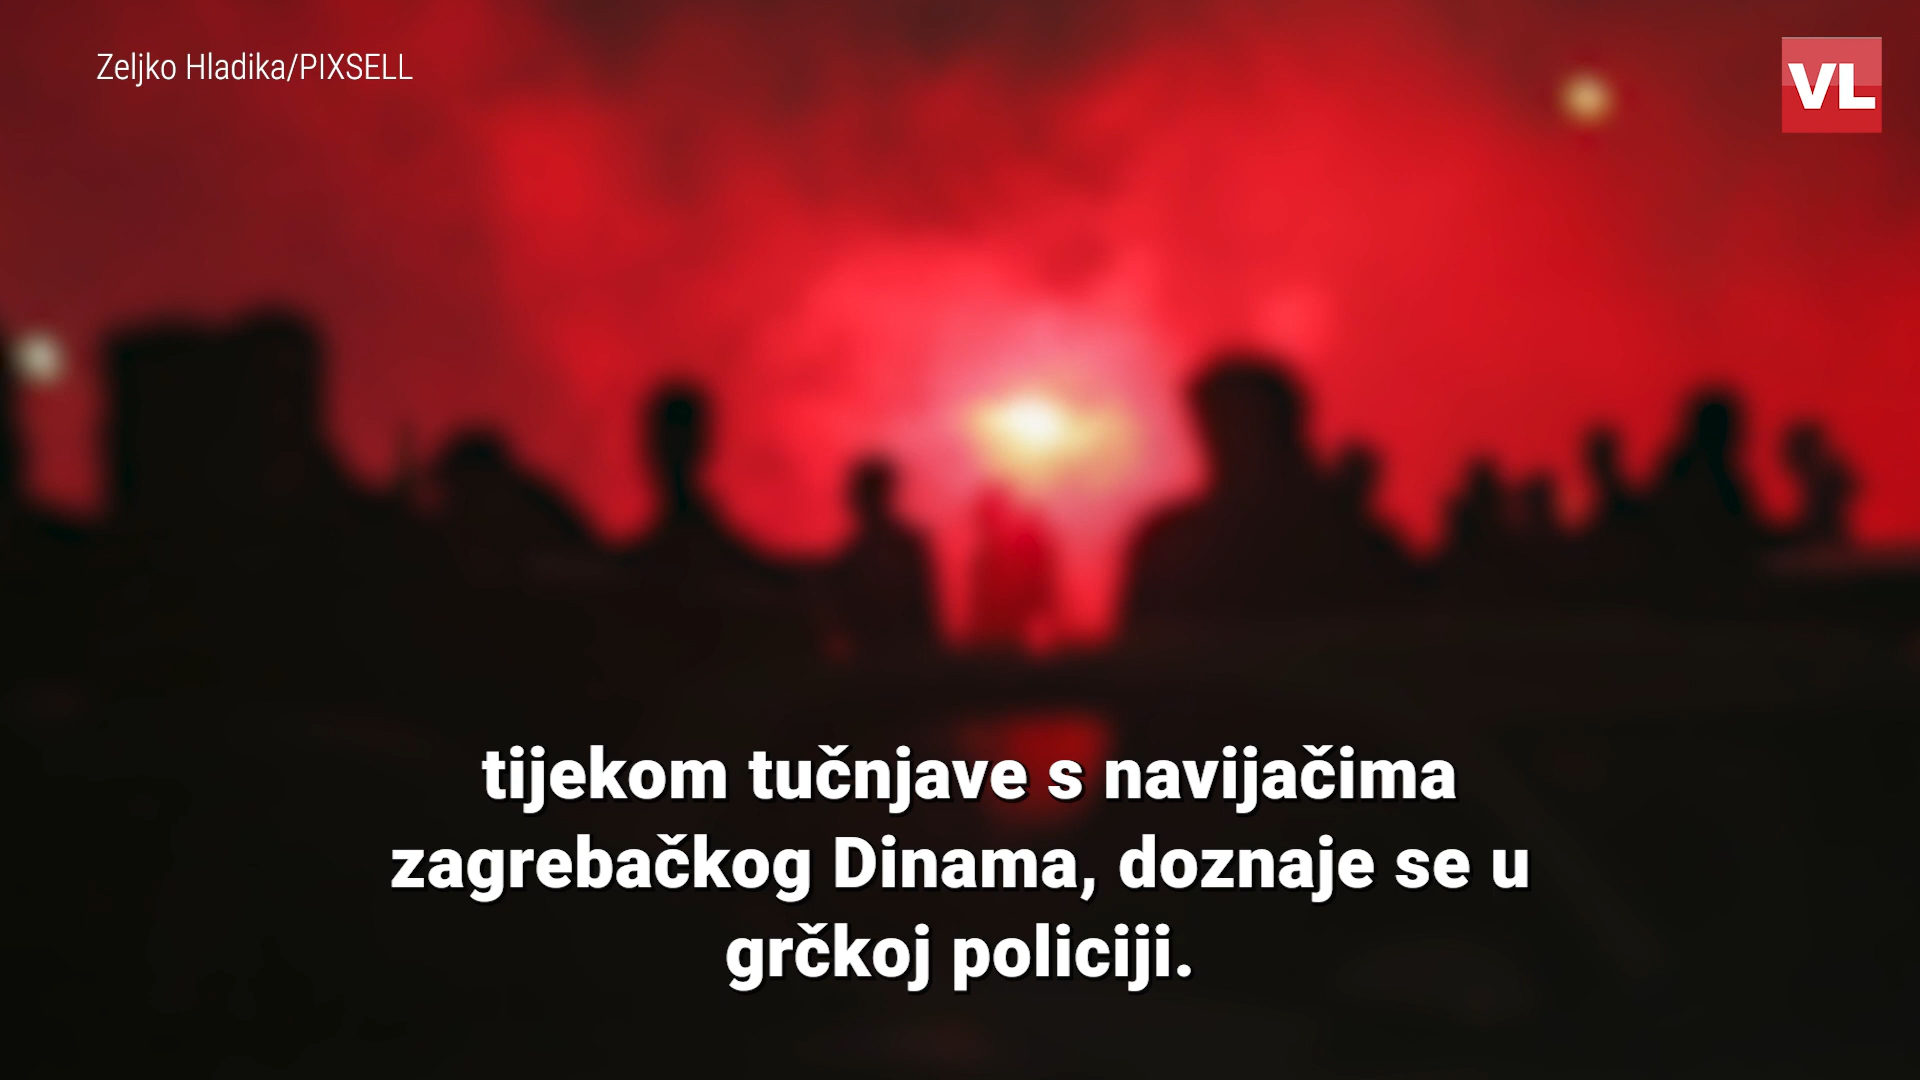 Zeljko Hladika/PIXSELL
VL
tijekom tučnjave s navijačima
zagrebačkog Dinama, doznaje se u
grčkoj policiji.